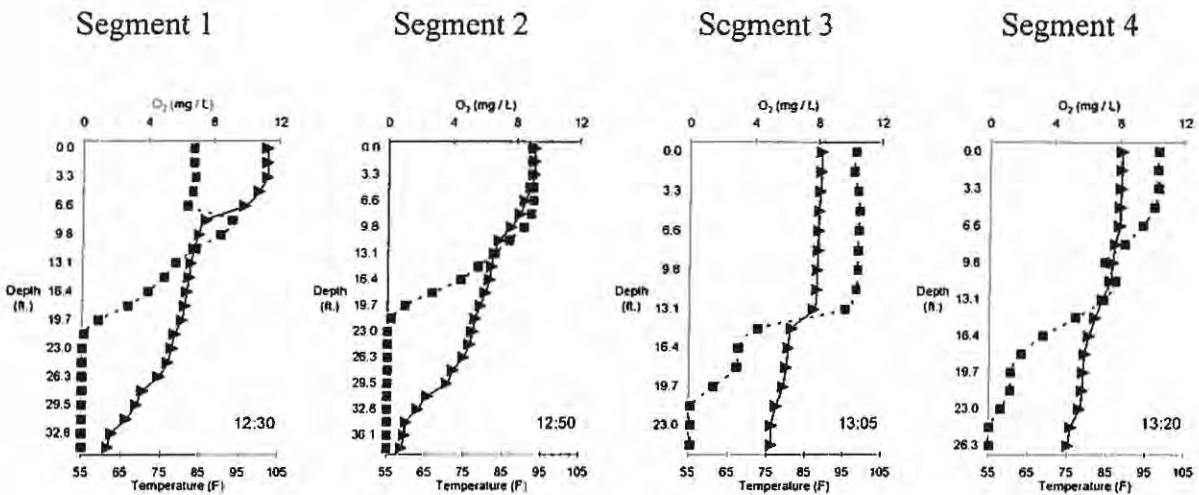 Segment 1 Segment 2 Segment 3 Segment 4
O2 (mg / L) O2 (mg / L) O2 (mg / L) O2 (mg / L)
0 4 8 12 0 4 8 12 0 4 8 12 0 4 8 12
0.0 0.0 0.0 0.0
3.3 3.3 3.3 3.3
6.6 6.6 6.6 6.6
9.8 9.8 9.8 9.8
13.1 13.1 13.1 13.1
16.4 16.4 16.4 16.4
Depth (ft.) Depth (ft.) Depth (ft.) Depth (ft.)
19.7 19.7 19.7 19.7
23.0 23.0 23.0 23.0
26.3 26.3 26.3
29.5 29.5
32.8 32.8
36.1
12:30 12:50 13:05 13:20
55 65 75 85 95 105 55 65 75 85 95 105 55 65 75 85 95 105 55 65 75 85 95 105
Temperature (F) Temperature (F) Temperature (F) Temperature (F)